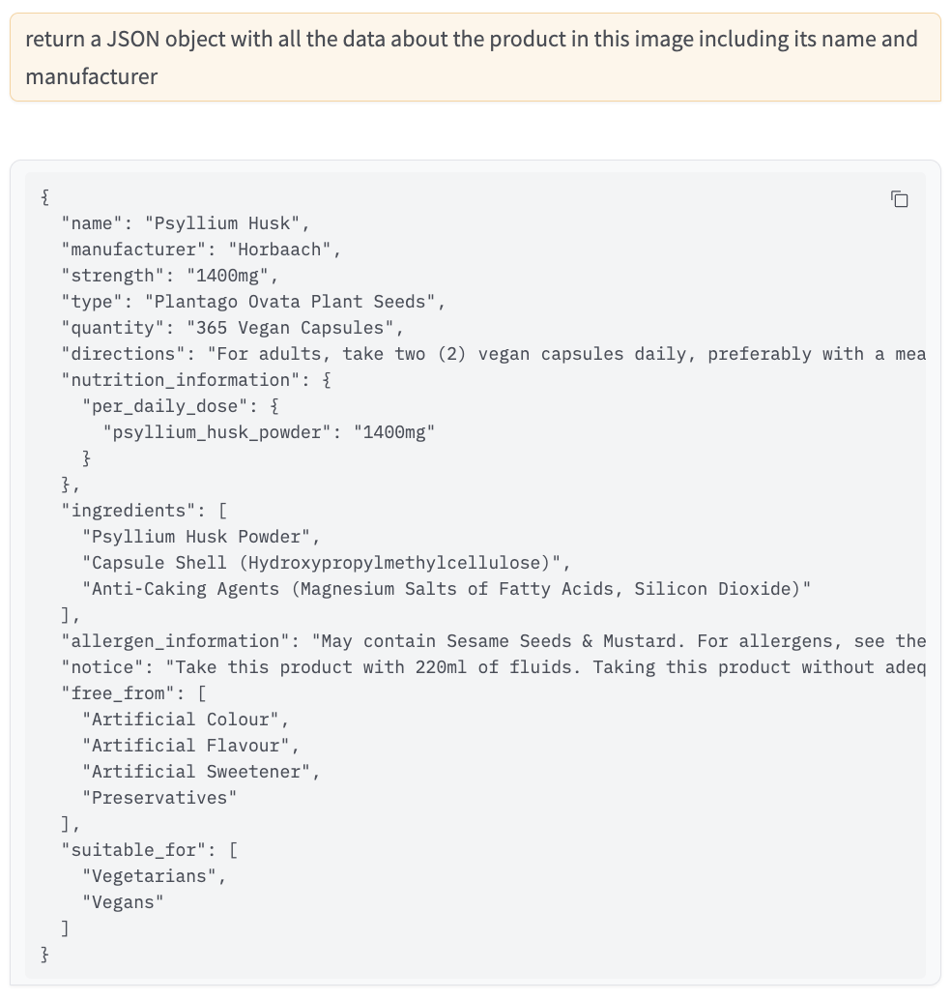 return a JSON object with all the data about the product in this image including its name and
manufacturer
{
  "name": "Psyllium Husk",
  "manufacturer": "Horbaach",
  "strength": "1400mg",
  "type": "Plantago Ovata Plant Seeds",
  "quantity": "365 Vegan Capsules",
  "directions": "For adults, take two (2) vegan capsules daily, preferably with a mea
  "nutrition_information": {
    "per_daily_dose": {
      "psyllium_husk_powder": "1400mg"
    }
  },
  "ingredients": [
    "Psyllium Husk Powder",
    "Capsule Shell (Hydroxypropylmethylcellulose)",
    "Anti-Caking Agents (Magnesium Salts of Fatty Acids, Silicon Dioxide)"
  ],
  "allergen_information": "May contain Sesame Seeds & Mustard. For allergens, see the
  "notice": "Take this product with 220ml of fluids. Taking this product without adeq
  "free_from": [
    "Artificial Colour",
    "Artificial Flavour",
    "Artificial Sweetener",
    "Preservatives"
  ],
  "suitable_for": [
    "Vegetarians",
    "Vegans"
  ]
}